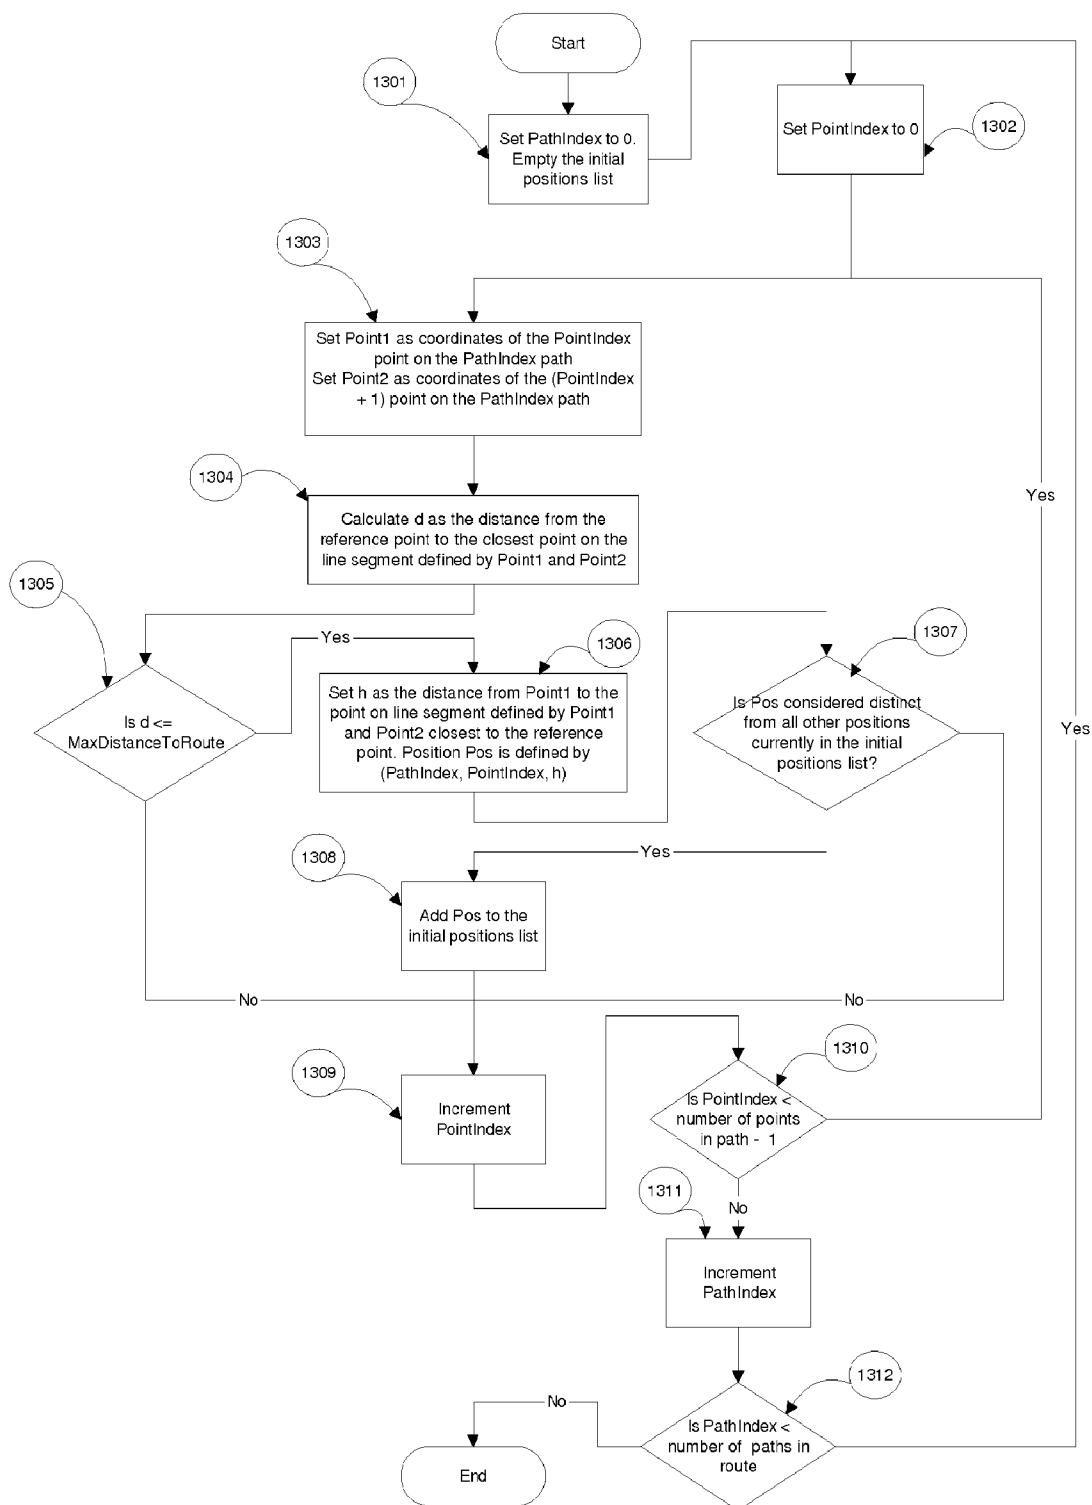 Start
1301
Set PathIndex to 0.
Empty the initial
positions list
Set PointIndex to 0
1302
1303
Set Point1 as coordinates of the PointIndex
point on the PathIndex path
Set Point2 as coordinates of the (PointIndex
+ 1) point on the PathIndex path
1304
Yes
Calculate d as the distance from the
reference point to the closest point on the
line segment defined by Point1 and Point2
1305
Yes
1306
1307
Is d <=
MaxDistanceToRoute
Set h as the distance from Point1 to the
point on line segment defined by Point1
and Point2 closest to the reference
point. Position Pos is defined by
(PathIndex, PointIndex, h)
Is Pos considered distinct
from all other positions
currently in the initial
positions list?
Yes
1308
Yes
Add Pos to the
initial positions list
No
No
1309
Increment
PointIndex
1310
Is PointIndex <
number of points
in path - 1
1311
No
Increment
PathIndex
1312
No
Is PathIndex <
number of paths in
route
End